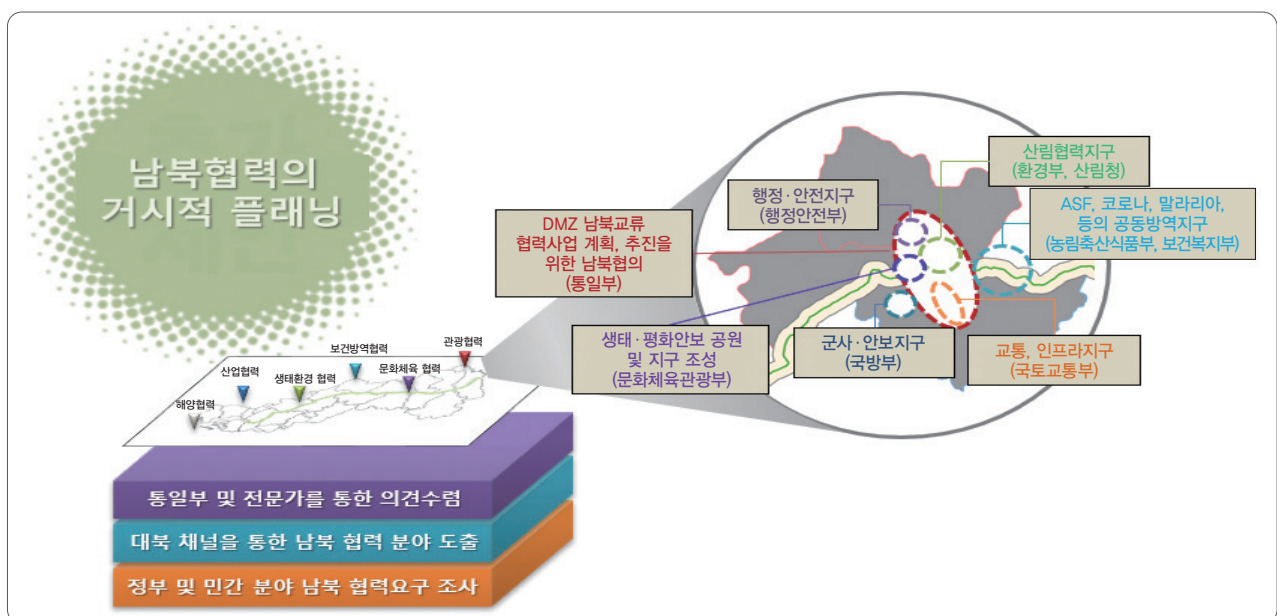 남북협력의
거시적 플래닝
해양협력
산업협력
생태환경 협력
보건방역협력
문화체육 협력
관광협력
통일부 및 전문가를 통한 의견수렴
대북 채널을 통한 남북 협력 분야 도출
정부 및 민간 분야 남북 협력요구 조사
DMZ 남북교류
협력사업 계획, 추진을
위한 남북협의
(통일부)
행정·안전지구
(행정안전부)
산림협력지구
(환경부, 산림청)
ASF, 코로나, 말라리아,
등의 공동방역지구
(농림축산식품부, 보건복지부)
생태·평화안보 공원
및 지구 조성
(문화체육관광부)
군사·안보지구
(국방부)
교통, 인프라지구
(국토교통부)